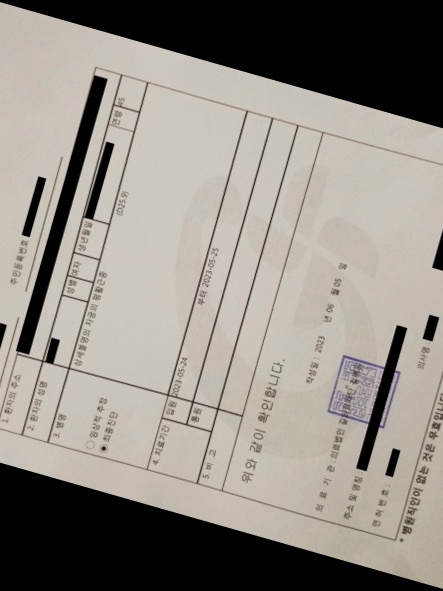 주민등록번호
1. 환자의 주소
2. 환자의 성명 성별 여자 생년월일 연령 45
3. 병명 상세불명의 자궁의 평활근종 (D25.9)
○ 임상적 추정
● 최종진단
4. 치료기간 입원 2023-05-24 부터 2023-05-25
통원
5. 비 고
위와 같이 확인합니다.
작성일 : 2023 년 06 월 05 일
의 료 기 관 : 의료법인
주소 및 명칭 :
면 허 번 호 : 의사명
* 병원직인이 없는 것은 무효입니다